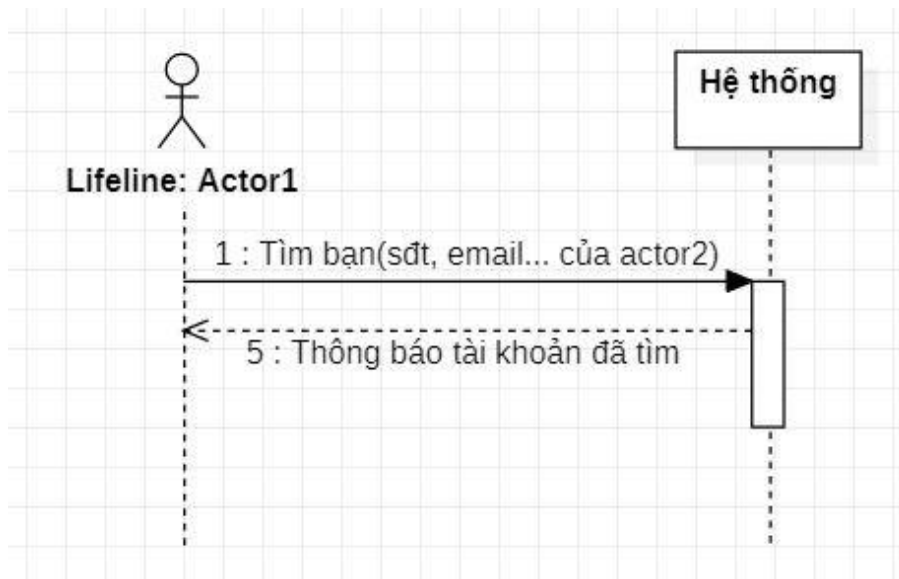 Hệ thống
Lifeline: Actor1
1 : Tìm bạn(sđt, email... của actor2)
5 : Thông báo tài khoản đã tìm